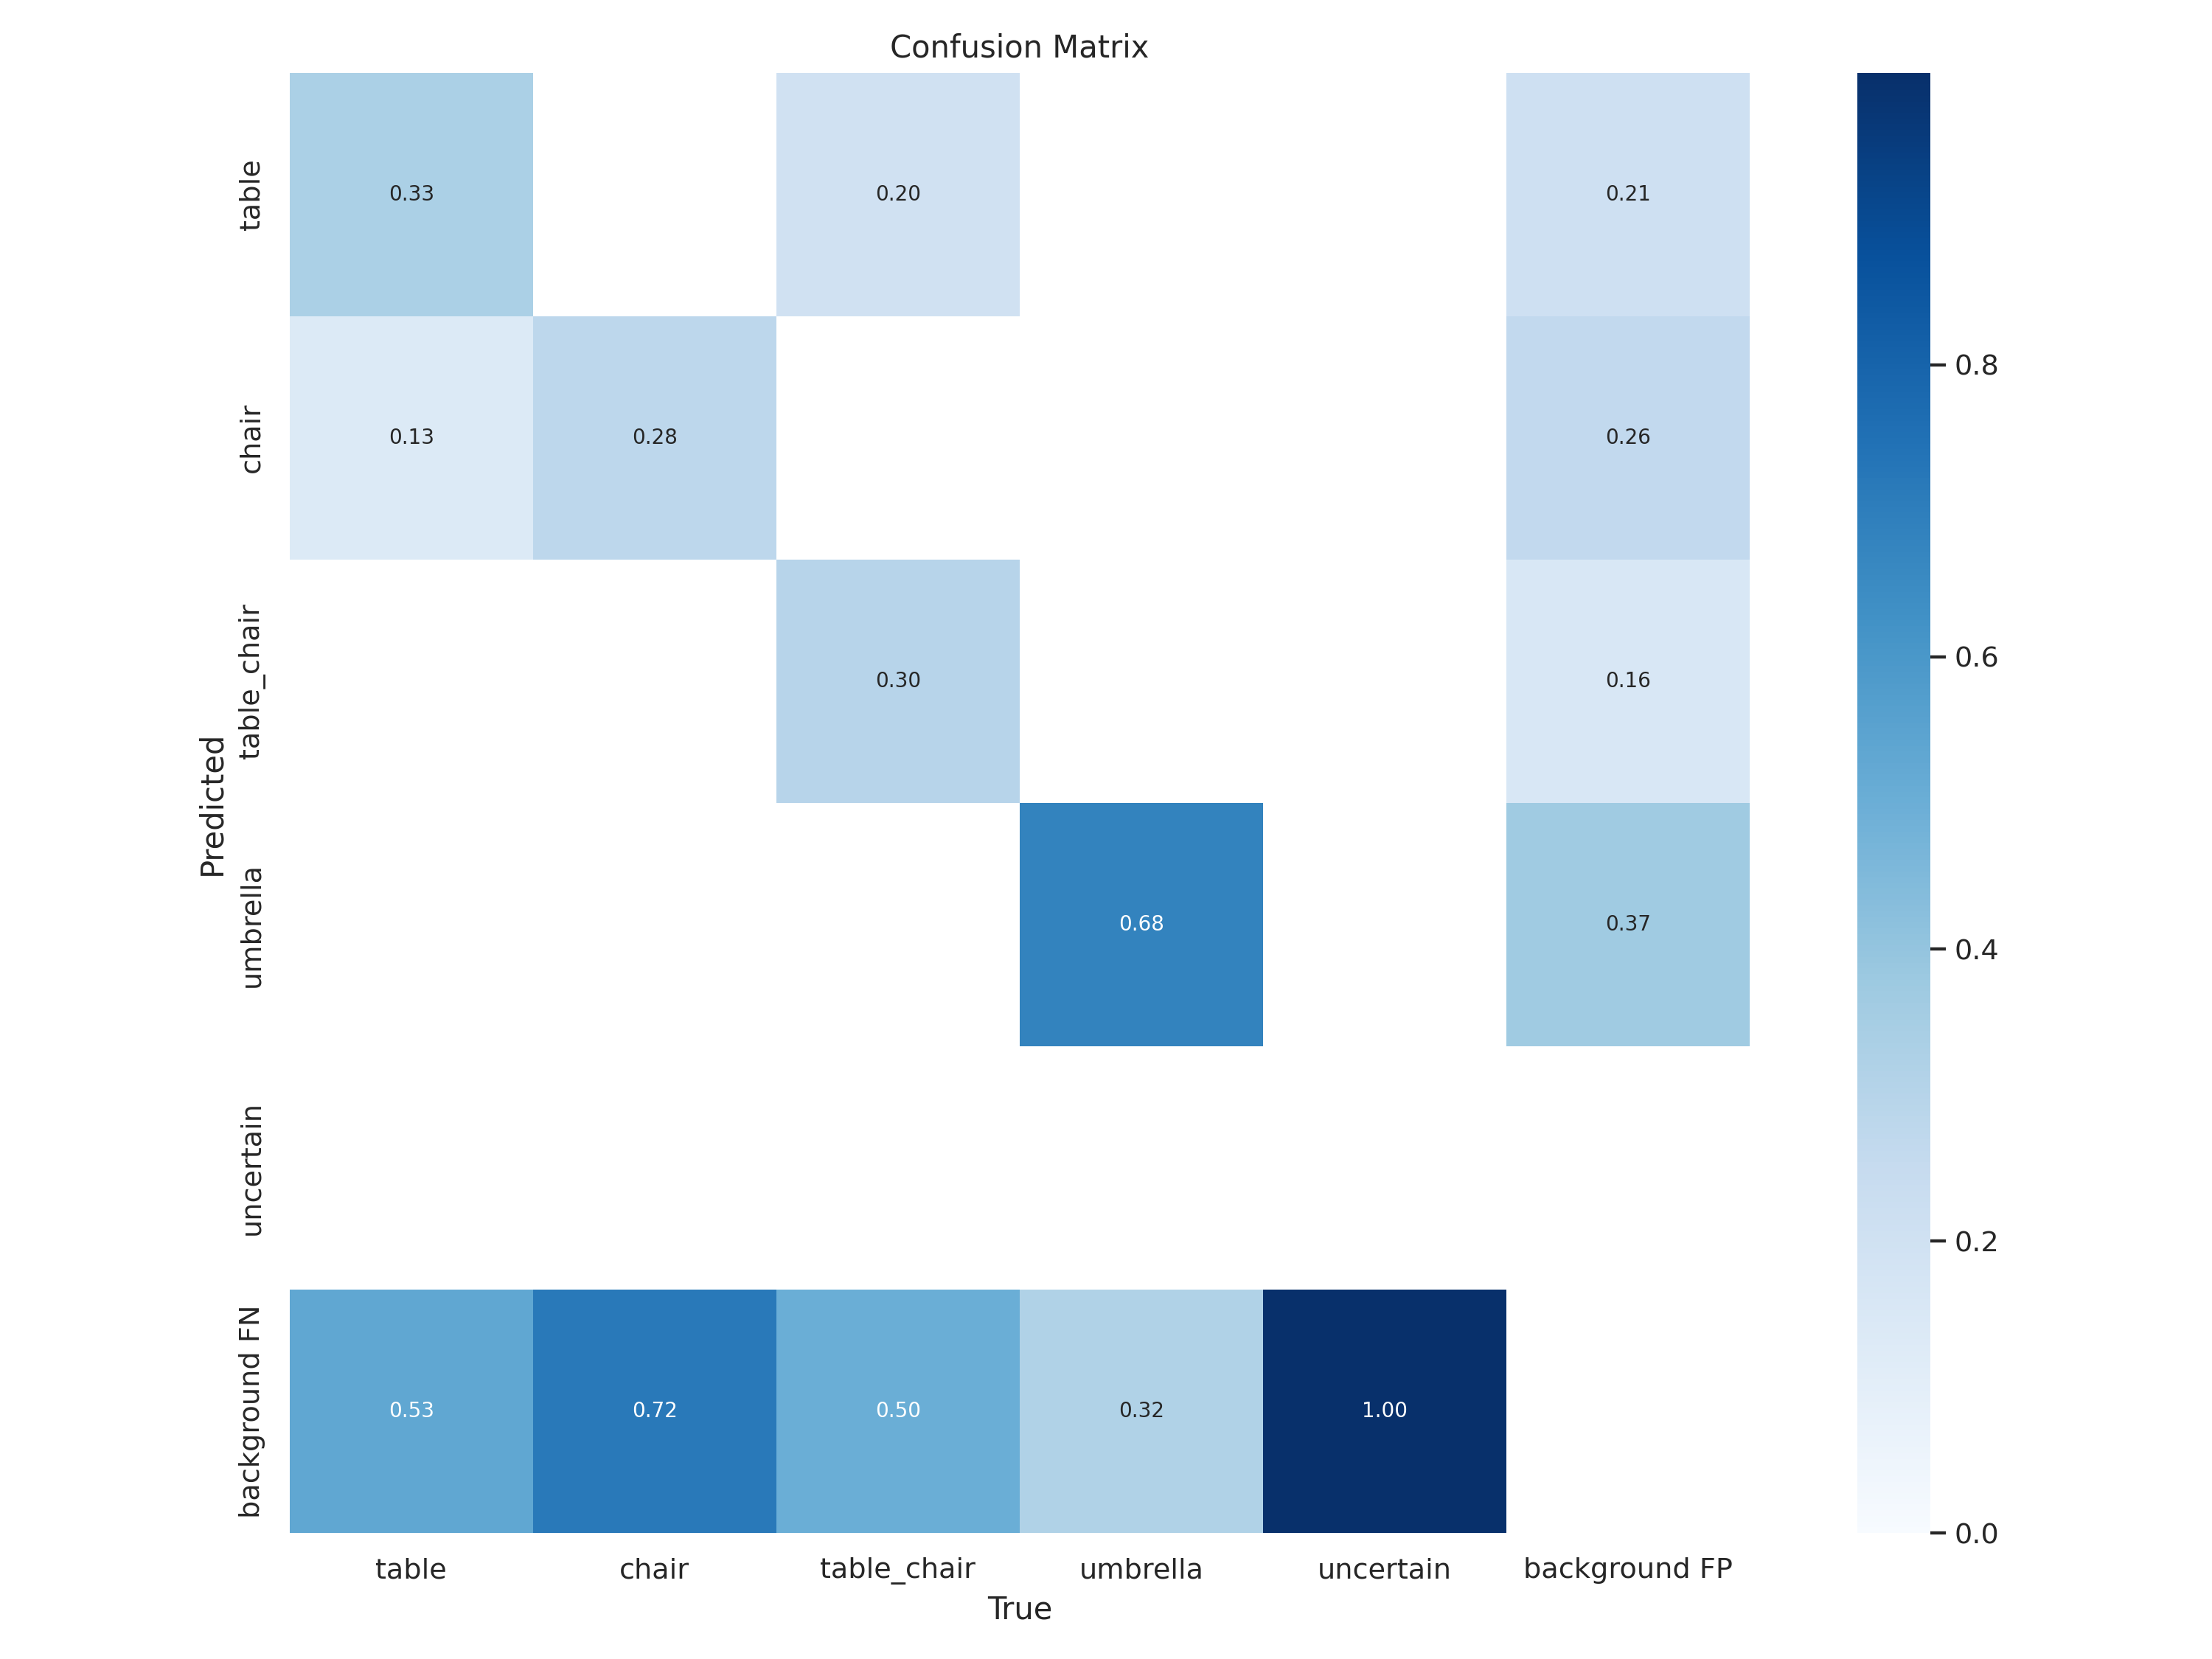 Confusion Matrix
table
0.33
0.20
0.21
chair
0.13
0.28
0.26
table_chair
0.30
0.16
Predicted
umbrella
0.68
0.37
uncertain
background FN
0.53
0.72
0.50
0.32
1.00
table
chair
table_chair
umbrella
uncertain
background FP
True
0.8
0.6
0.4
0.2
0.0